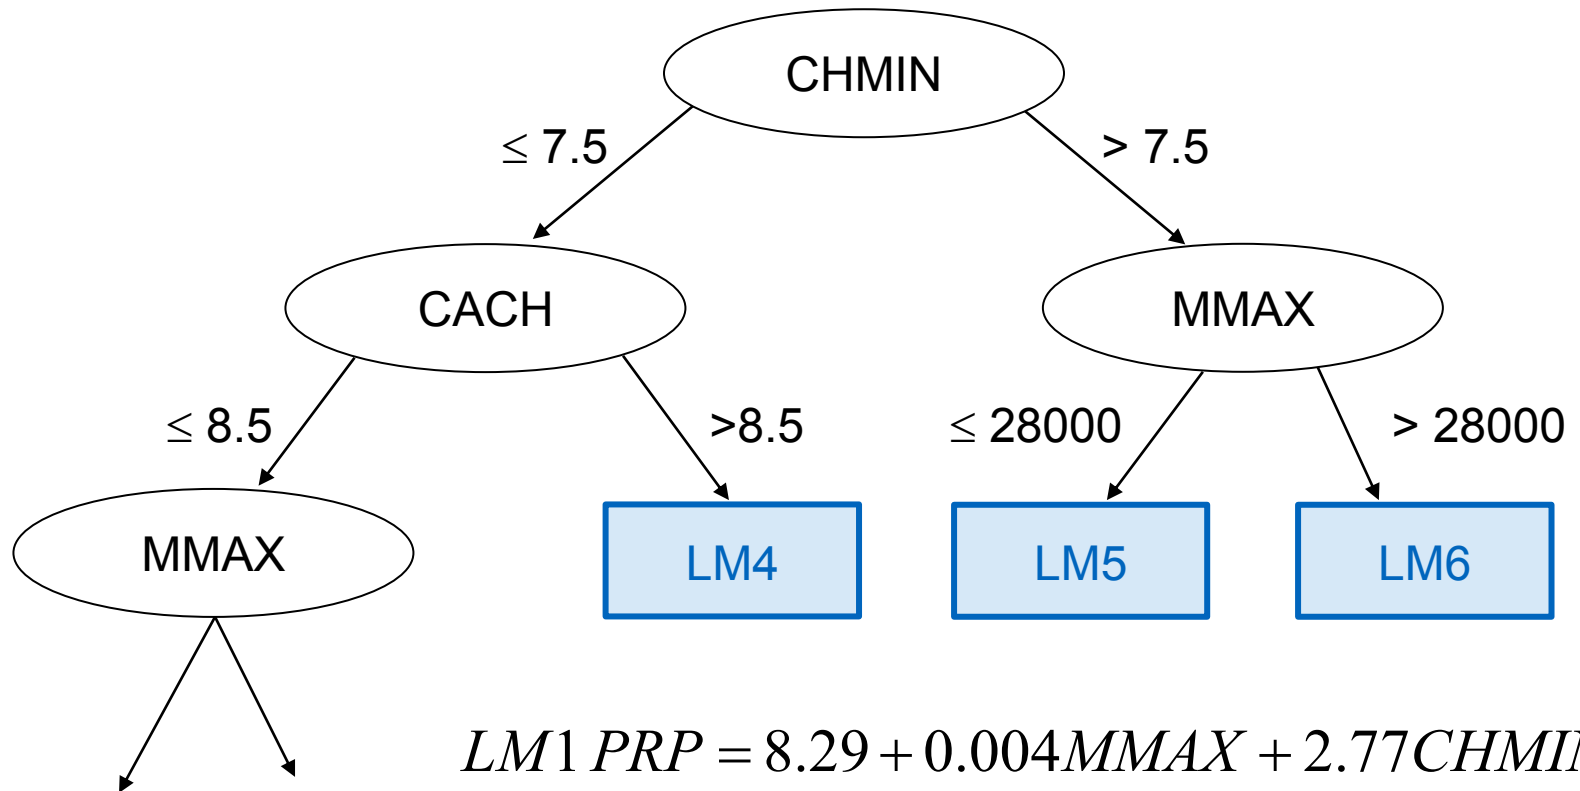 CHMIN
≤ 7.5
> 7.5
CACH
MMAX
≤ 8.5
>8.5
≤ 28000
> 28000
MMAX
LM4
LM5
LM6
LM1 PRP = 8.29 + 0.004MMAX + 2.77CHMIN